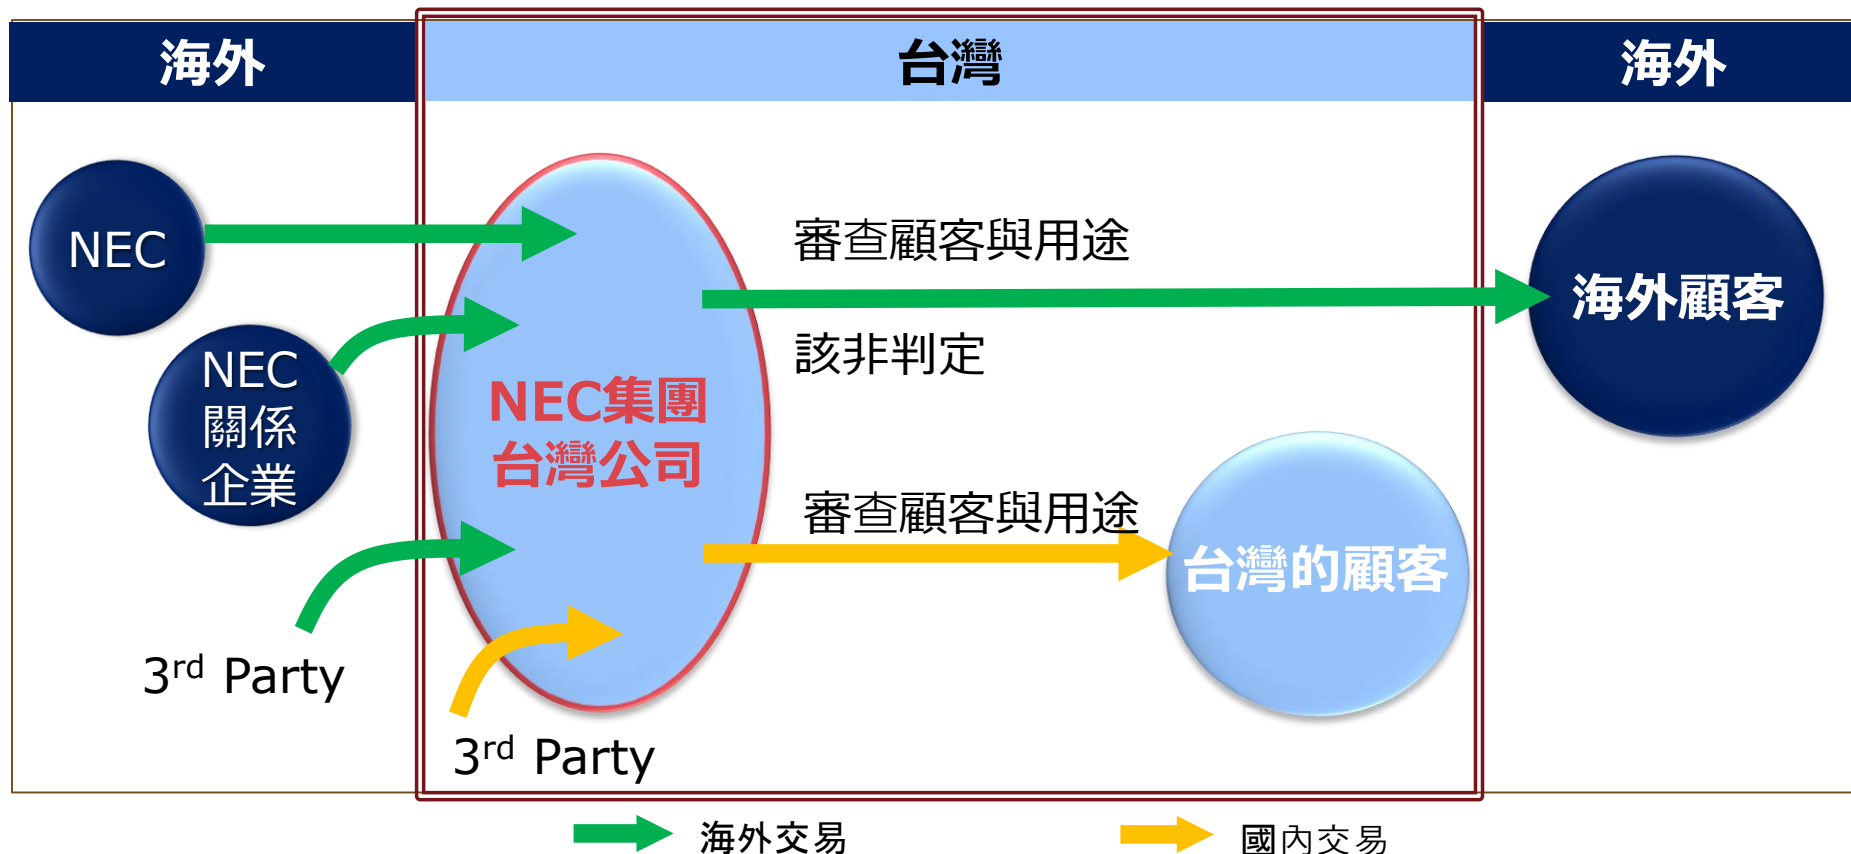 海外
台灣
海外
NEC
審查顧客與用途
海外顧客
該非判定
NEC
關係
企業
NEC集團
台灣公司
審查顧客與用途
台灣的顧客
3rd Party
3rd Party
海外交易
國內交易